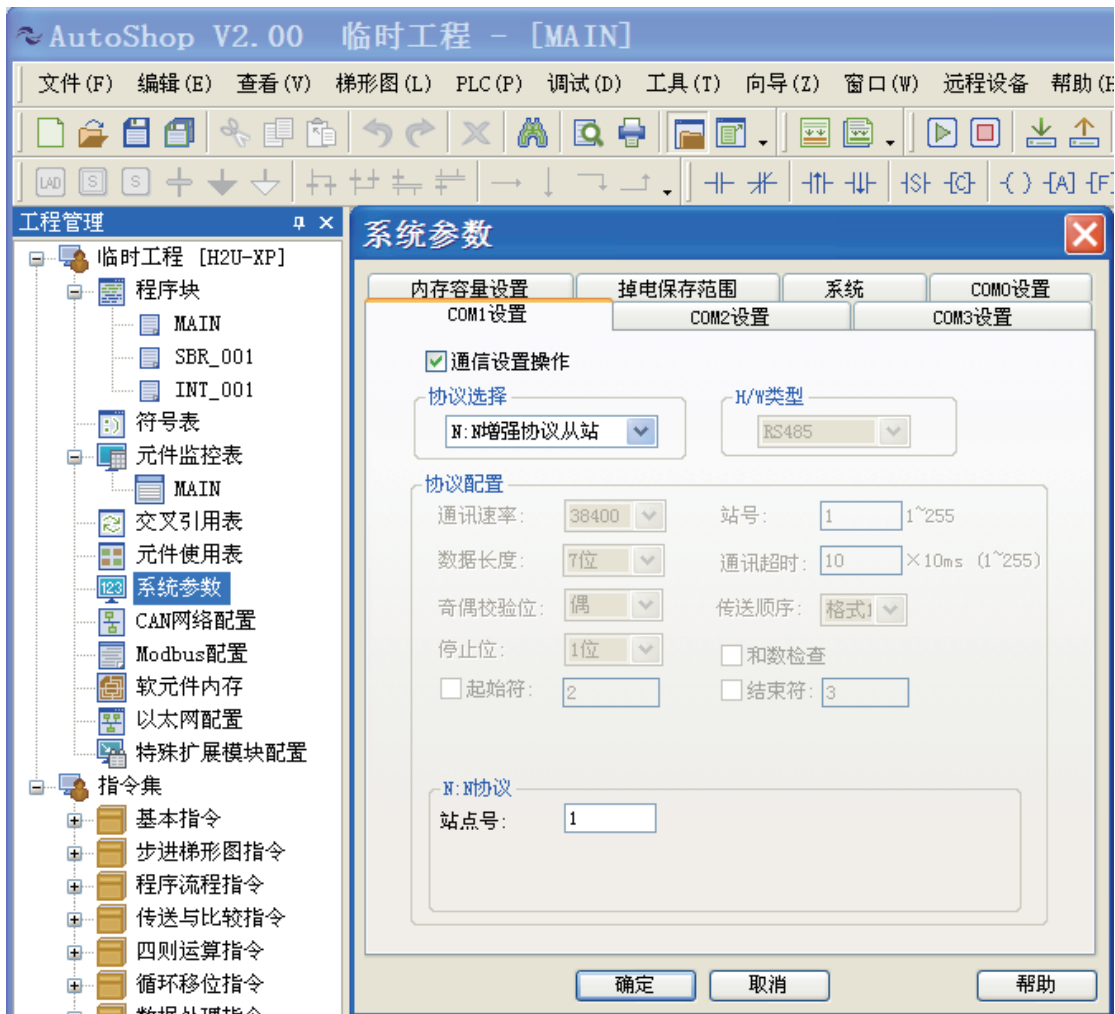 AutoShop V2.00 临时工程 - [MAIN]
文件(F) 编辑(E) 查看(V) 梯形图(L) PLC(P) 调试(D) 工具(T) 向导(Z) 窗口(W) 远程设备 帮助(H
LAD S S S C ( ) [A] [F]
工程管理
临时工程 [H2U-XP]
程序块
MAIN
SBR_001
INT_001
符号表
元件监控表
MAIN
交叉引用表
元件使用表
123 系统参数
CAN网络配置
Modbus配置
软元件内存
以太网配置
特殊扩展模块配置
指令集
基本指令
步进梯形图指令
程序流程指令
传送与比较指令
四则运算指令
循环移位指令
数据处理指令
系统参数
内存容量设置 掉电保存范围 系统 COM0设置
COM1设置 COM2设置 COM3设置
通信设置操作
协议选择 H/W类型
N:N增强协议从站 RS485
协议配置
通讯速率: 38400 站号: 1 1~255
数据长度: 7位 通讯超时: 10 ×10ms (1~255)
奇偶校验位: 偶 传送顺序: 格式1
停止位: 1位 和数检查
起始符: 2 结束符: 3
N:N协议
站点号: 1
确定 取消 帮助